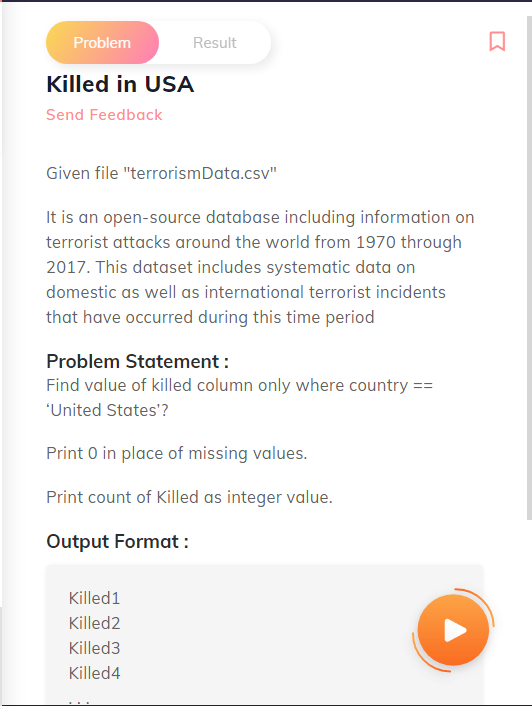 Problem
Result
Killed in USA
Send Feedback
Given file "terrorismData.csv"
It is an open-source database including information on
terrorist attacks around the world from 1970 through
2017. This dataset includes systematic data on
domestic as well as international terrorist incidents
that have occurred during this time period
Problem Statement :
Find value of killed column only where country ==
‘United States’?
Print 0 in place of missing values.
Print count of Killed as integer value.
Output Format :
Killed1
Killed2
Killed3
Killed4
. . .